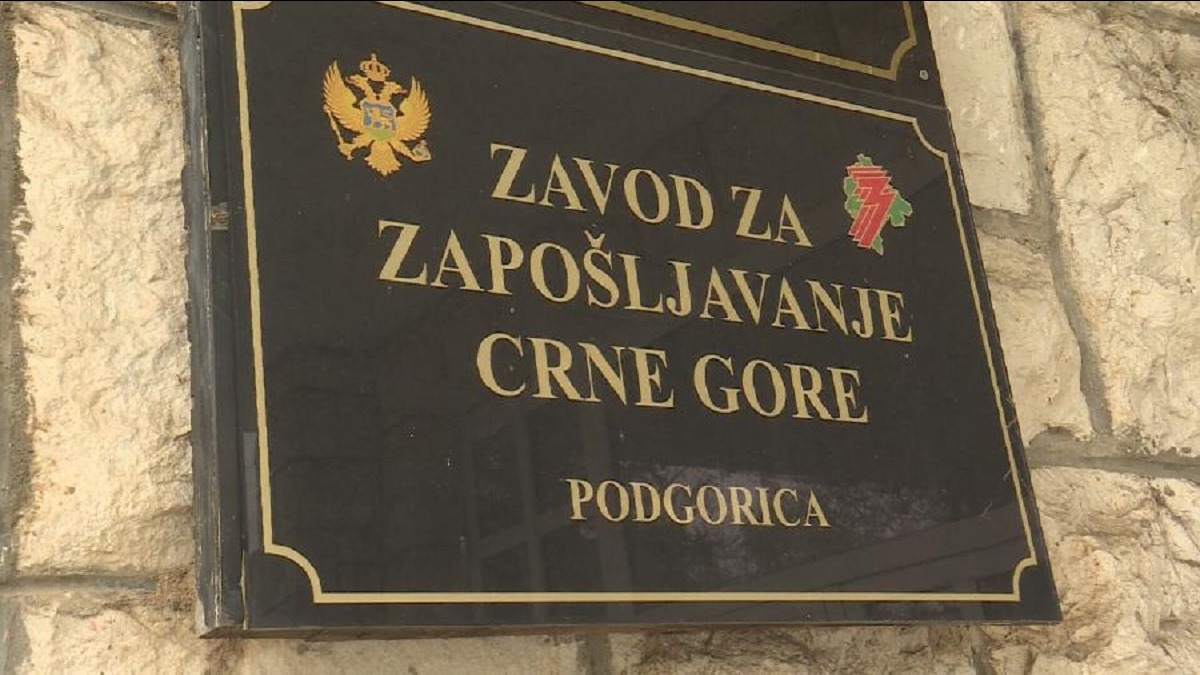 ZAVOD ZA
ZAPOŠLJAVANJE
CRNE GORE
PODGORICA